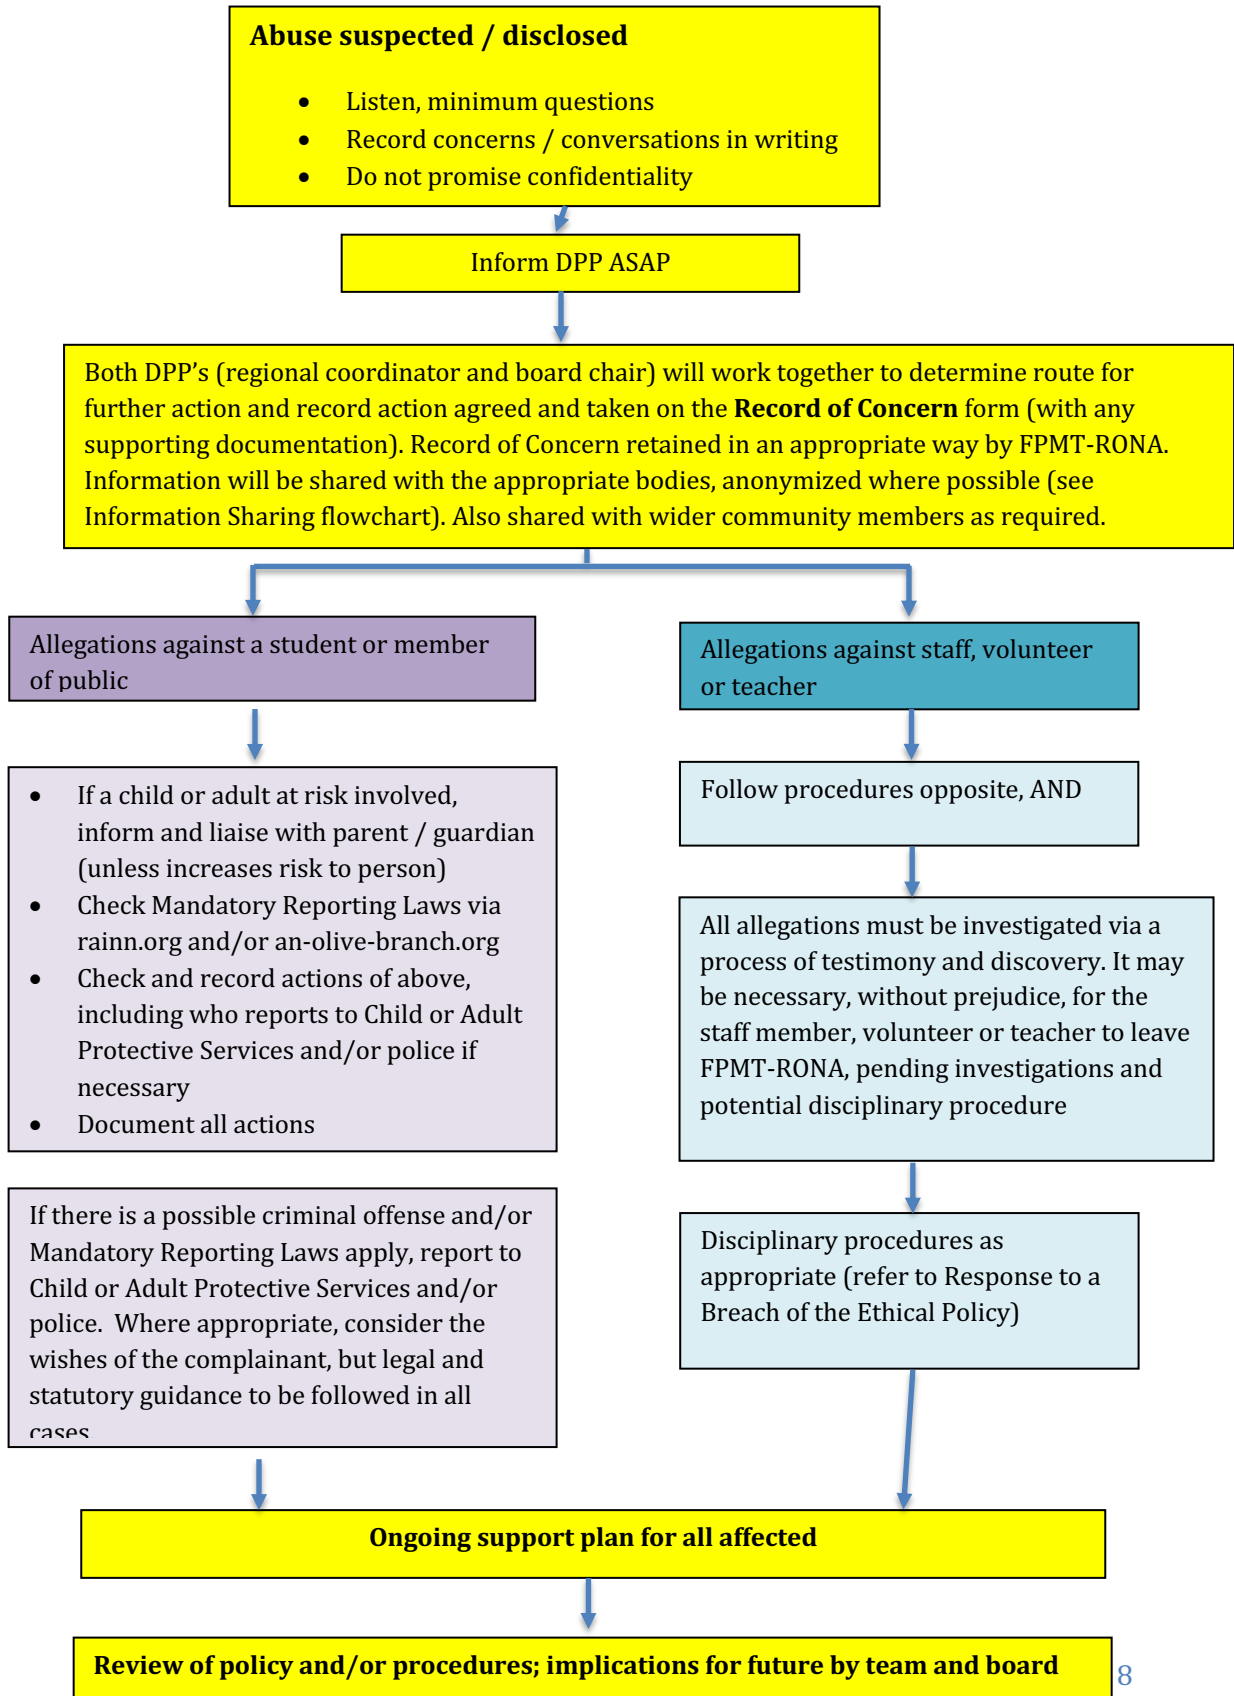 Abuse suspected / disclosed
• Listen, minimum questions
• Record concerns / conversations in writing
• Do not promise confidentiality
Inform DPP ASAP
Both DPP’s (regional coordinator and board chair) will work together to determine route for
further action and record action agreed and taken on the Record of Concern form (with any
supporting documentation). Record of Concern retained in an appropriate way by FPMT-RONA.
Information will be shared with the appropriate bodies, anonymized where possible (see
Information Sharing flowchart). Also shared with wider community members as required.
Allegations against a student or member
of public
• If a child or adult at risk involved,
inform and liaise with parent / guardian
(unless increases risk to person)
• Check Mandatory Reporting Laws via
rainn.org and/or an-olive-branch.org
• Check and record actions of above,
including who reports to Child or Adult
Protective Services and/or police if
necessary
• Document all actions
If there is a possible criminal offense and/or
Mandatory Reporting Laws apply, report to
Child or Adult Protective Services and/or
police.  Where appropriate, consider the
wishes of the complainant, but legal and
statutory guidance to be followed in all
cases
Allegations against staff, volunteer
or teacher
Follow procedures opposite, AND
All allegations must be investigated via a
process of testimony and discovery. It may
be necessary, without prejudice, for the
staff member, volunteer or teacher to leave
FPMT-RONA, pending investigations and
potential disciplinary procedure
Disciplinary procedures as
appropriate (refer to Response to a
Breach of the Ethical Policy)
Ongoing support plan for all affected
Review of policy and/or procedures; implications for future by team and board
8